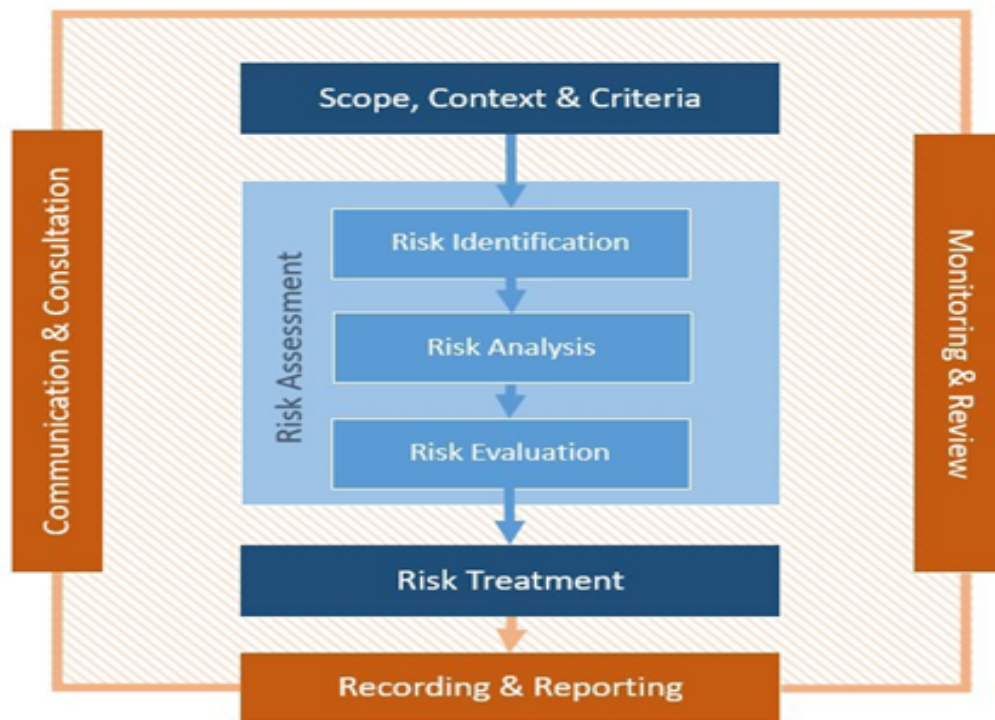 Scope, Context & Criteria
Communication & Consultation
Risk Assessment
Risk Identification
Risk Analysis
Risk Evaluation
Monitoring & Review
Risk Treatment
Recording & Reporting